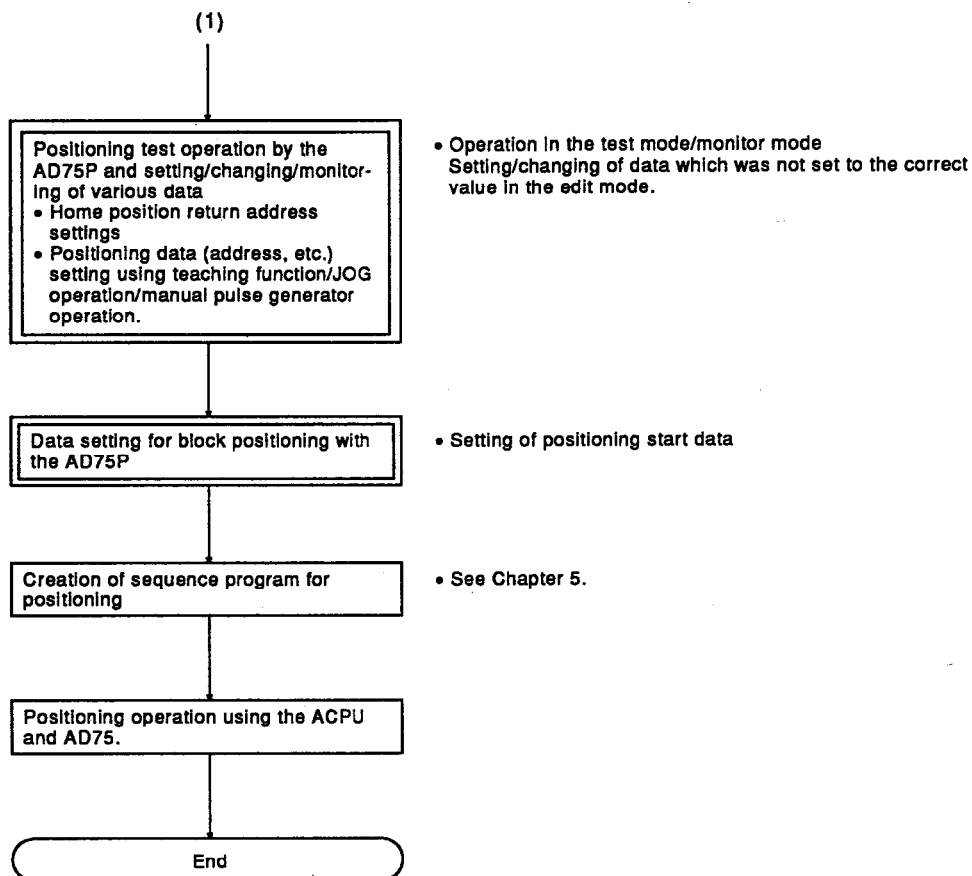 (1)
Positioning test operation by the
AD75P and setting/changing/monitor-
ing of various data
• Home position return address
settings
• Positioning data (address, etc.)
setting using teaching function/JOG
operation/manual pulse generator
operation.
• Operation in the test mode/monitor mode
Setting/changing of data which was not set to the correct
value in the edit mode.
Data setting for block positioning with
the AD75P
• Setting of positioning start data
Creation of sequence program for
positioning
• See Chapter 5.
Positioning operation using the ACPU
and AD75.
End